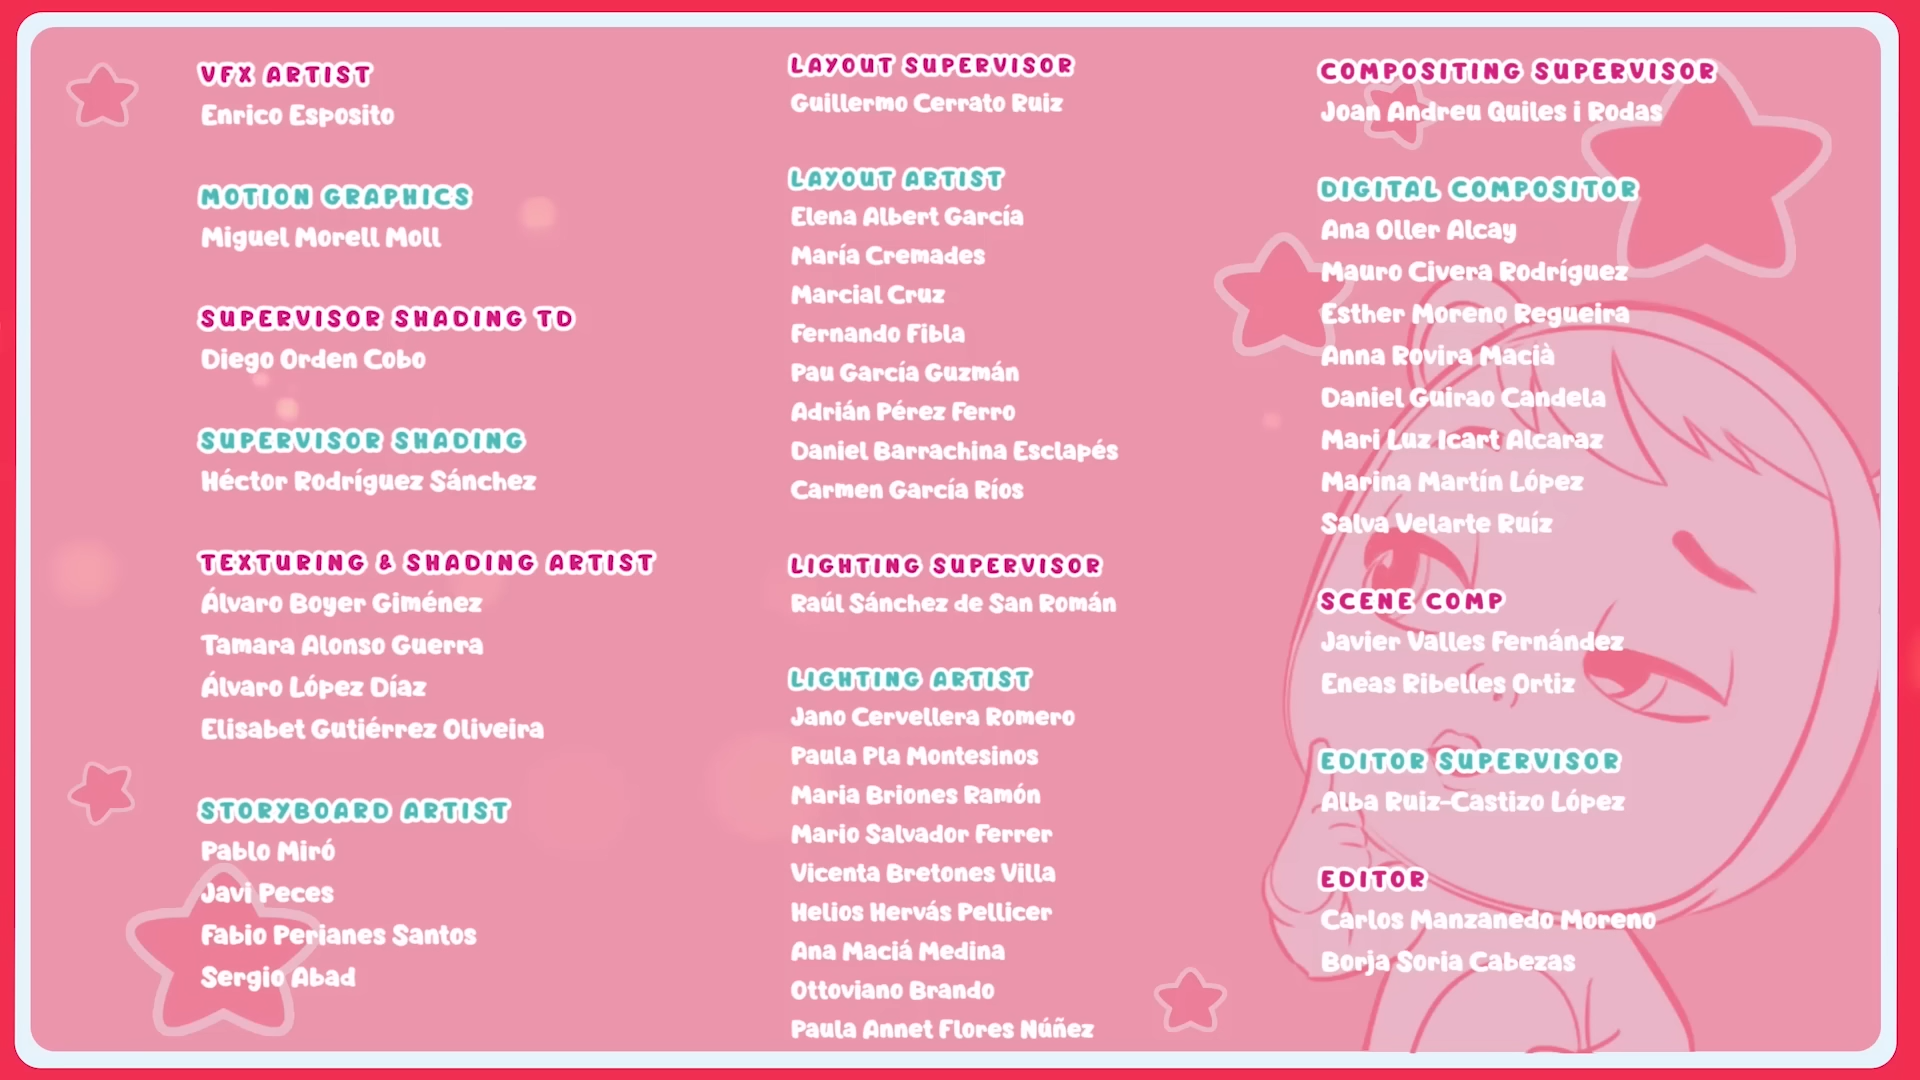 VFX ARTIST
Enrico Esposito
MOTION GRAPHICS
Miguel Morell Moll
SUPERVISOR SHADING TD
Diego Orden Cobo
SUPERVISOR SHADING
Héctor Rodríguez Sánchez
TEXTURING & SHADING ARTIST
Álvaro Boyer Giménez
Tamara Alonso Guerra
Álvaro López Díaz
Elisabet Gutiérrez Oliveira
STORYBOARD ARTIST
Pablo Miró
Javi Peces
Fabio Perianes Santos
Sergio Abad
LAYOUT SUPERVISOR
Guillermo Cerrato Ruiz
LAYOUT ARTIST
Elena Albert García
María Cremades
Marcial Cruz
Fernando Fibla
Pau García Guzmán
Adrián Pérez Ferro
Daniel Barrachina Esclapés
Carmen García Ríos
LIGHTING SUPERVISOR
Raúl Sánchez de San Román
LIGHTING ARTIST
Jano Cervellera Romero
Paula Pla Montesinos
Maria Briones Ramón
Mario Salvador Ferrer
Vicenta Bretones Villa
Helios Hervás Pellicer
Ana Maciá Medina
Ottoviano Brando
Paula Annet Flores Núñez
COMPOSITING SUPERVISOR
Joan Andreu Quiles i Rodas
DIGITAL COMPOSITOR
Ana Oller Alcay
Mauro Civera Rodríguez
Esther Moreno Regueira
Anna Rovira Macià
Daniel Guirao Candela
Mari Luz Icart Alcaraz
Marina Martín López
Salva Velarte Ruíz
SCENE COMP
Javier Valles Fernández
Eneas Ribelles Ortiz
EDITOR SUPERVISOR
Alba Ruiz-Castizo López
EDITOR
Carlos Manzanedo Moreno
Borja Soria Cabezas